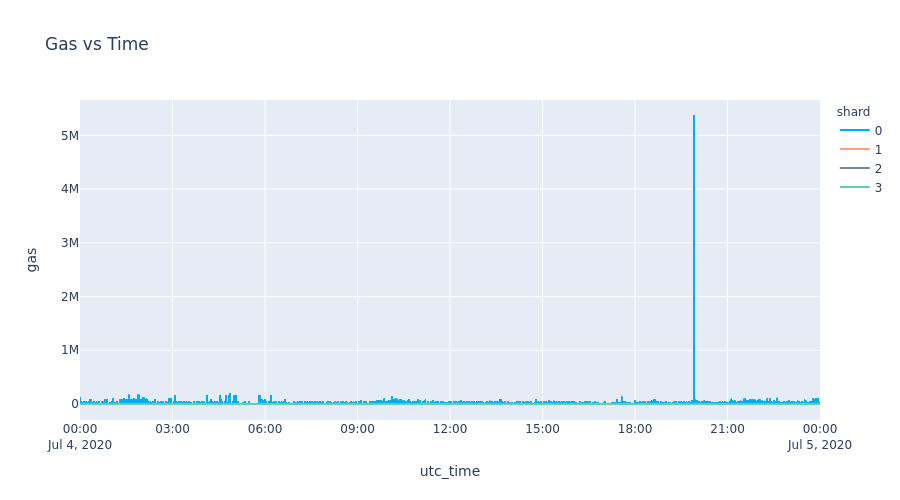 Gas vs Time
shard
0
1
2
3
5M
4M
3M
2M
1M
0
gas
00:00 03:00 06:00 09:00 12:00 15:00 18:00 21:00 00:00
Jul 4, 2020 Jul 5, 2020
utc_time